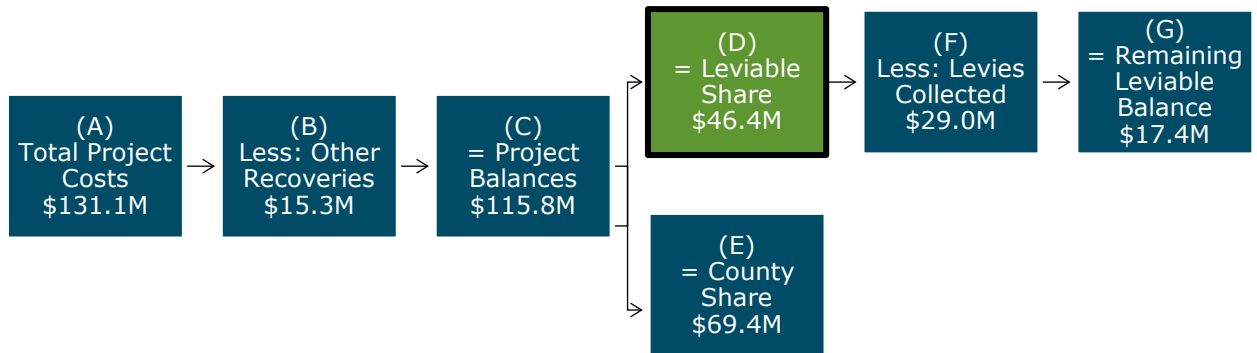 (A)
Total Project
Costs
$131.1M
(B)
Less: Other
Recoveries
$15.3M
(C)
= Project
Balances
$115.8M
(D)
= Leviable
Share
$46.4M
(E)
= County
Share
$69.4M
(F)
Less: Levies
Collected
$29.0M
(G)
= Remaining
Leviable
Balance
$17.4M